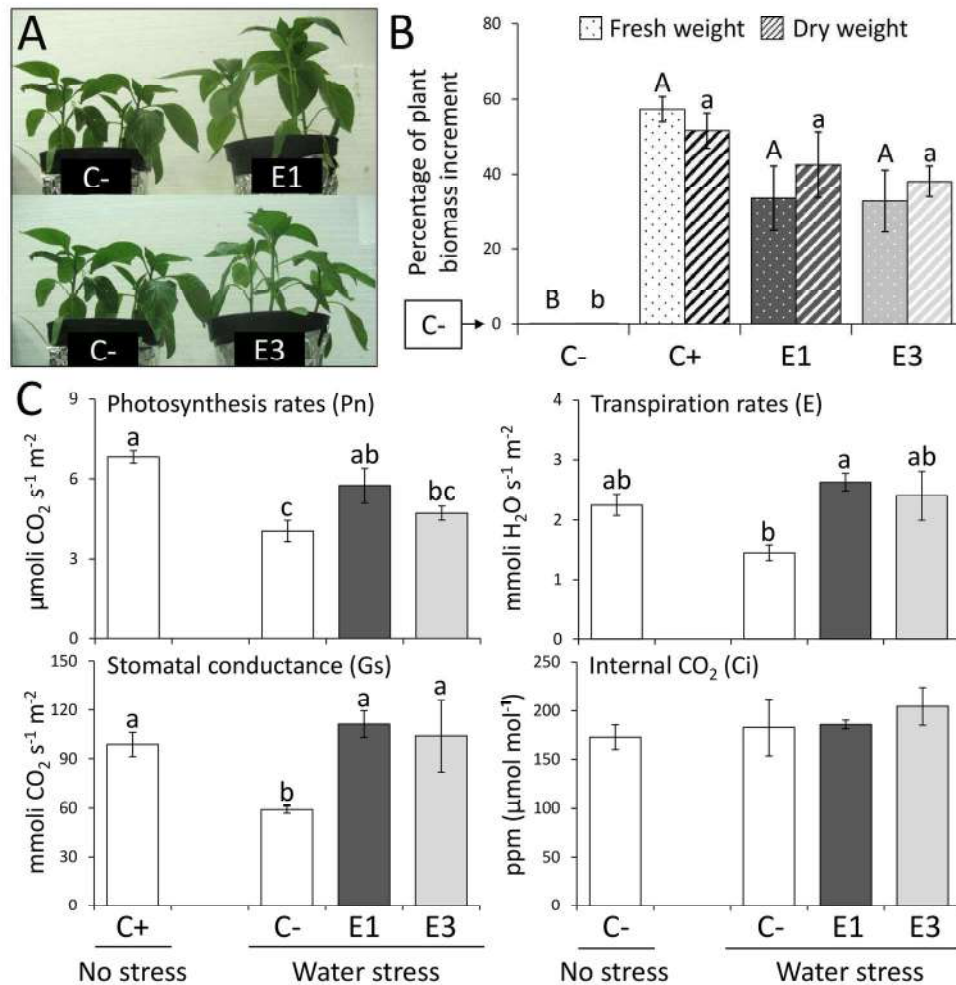 A
C-
E1
C-
E3
B
Fresh weight
Dry weight
Percentage of plant
biomass increment
80
60
40
20
0
A
a
A
a
A
a
B
b
C-
C-
C+
E1
E3
C
Photosynthesis rates (Pn)
μmoli CO₂ s⁻¹ m⁻²
9
6
3
0
a
c
ab
bc
Transpiration rates (E)
mmoli H₂O s⁻¹ m⁻²
4
3
2
1
0
ab
b
a
ab
Stomatal conductance (Gs)
mmoli CO₂ s⁻¹ m⁻²
150
120
90
60
30
0
a
b
a
a
C+
C-
E1
E3
No stress
Water stress
Internal CO₂ (Ci)
ppm (μmol mol⁻¹)
250
200
150
100
50
0
C-
C-
E1
E3
No stress
Water stress